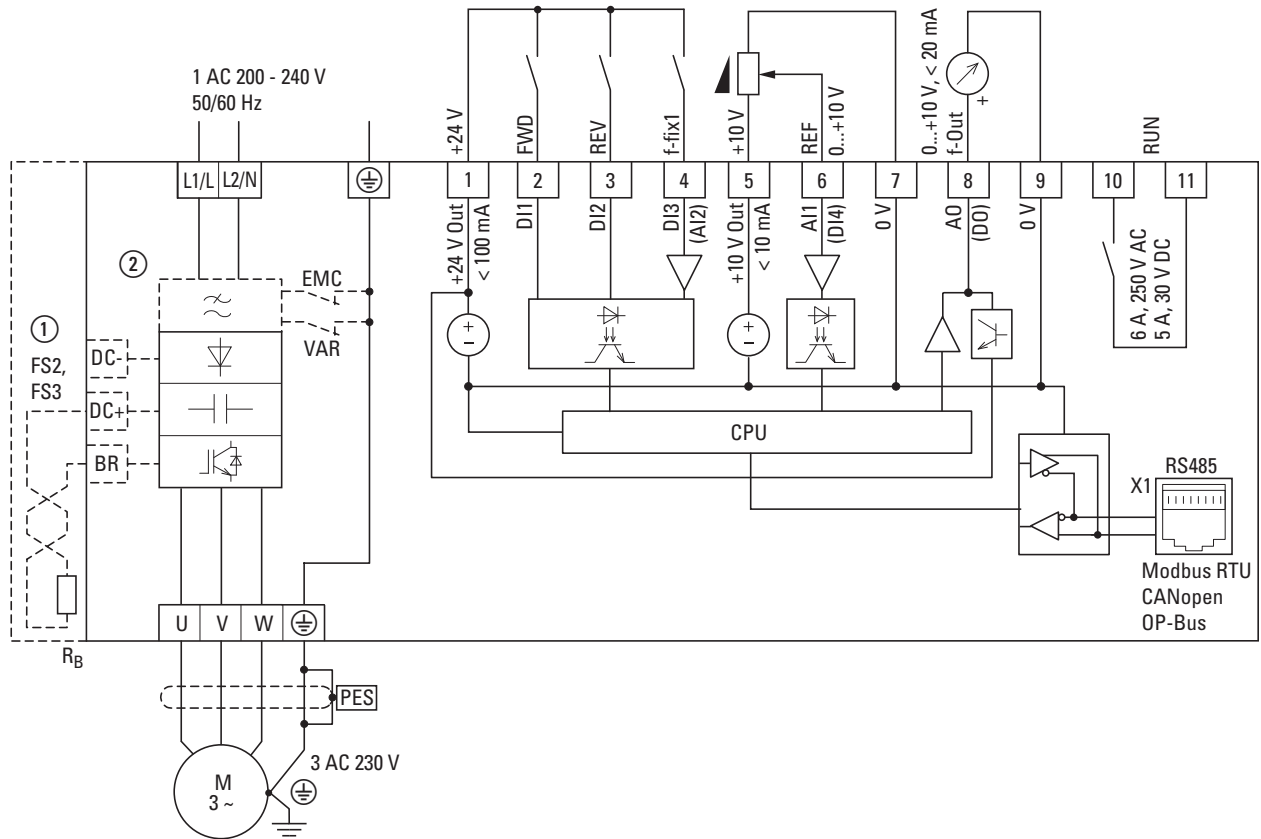 1 AC 200 - 240 V
50/60 Hz
+24 V
FWD
REV
f-fix1
+10 V
REF
0...+10 V
0...+10 V, < 20 mA
f-Out
+
RUN
L1/L
L2/N
1
2
3
4
5
6
7
8
9
10
11
+24 V Out
< 100 mA
DI1
DI2
DI3
(AI2)
+10 V Out
< 10 mA
AI1
(DI4)
0 V
AO
(DO)
0 V
6 A, 250 V AC
5 A, 30 V DC
2
EMC
VAR
1
FS2,
FS3
DC-
DC+
BR
+
-
+
-
CPU
X1
RS485
Modbus RTU
CANopen
OP-Bus
U
V
W
RB
PES
3 AC 230 V
M
3 ~